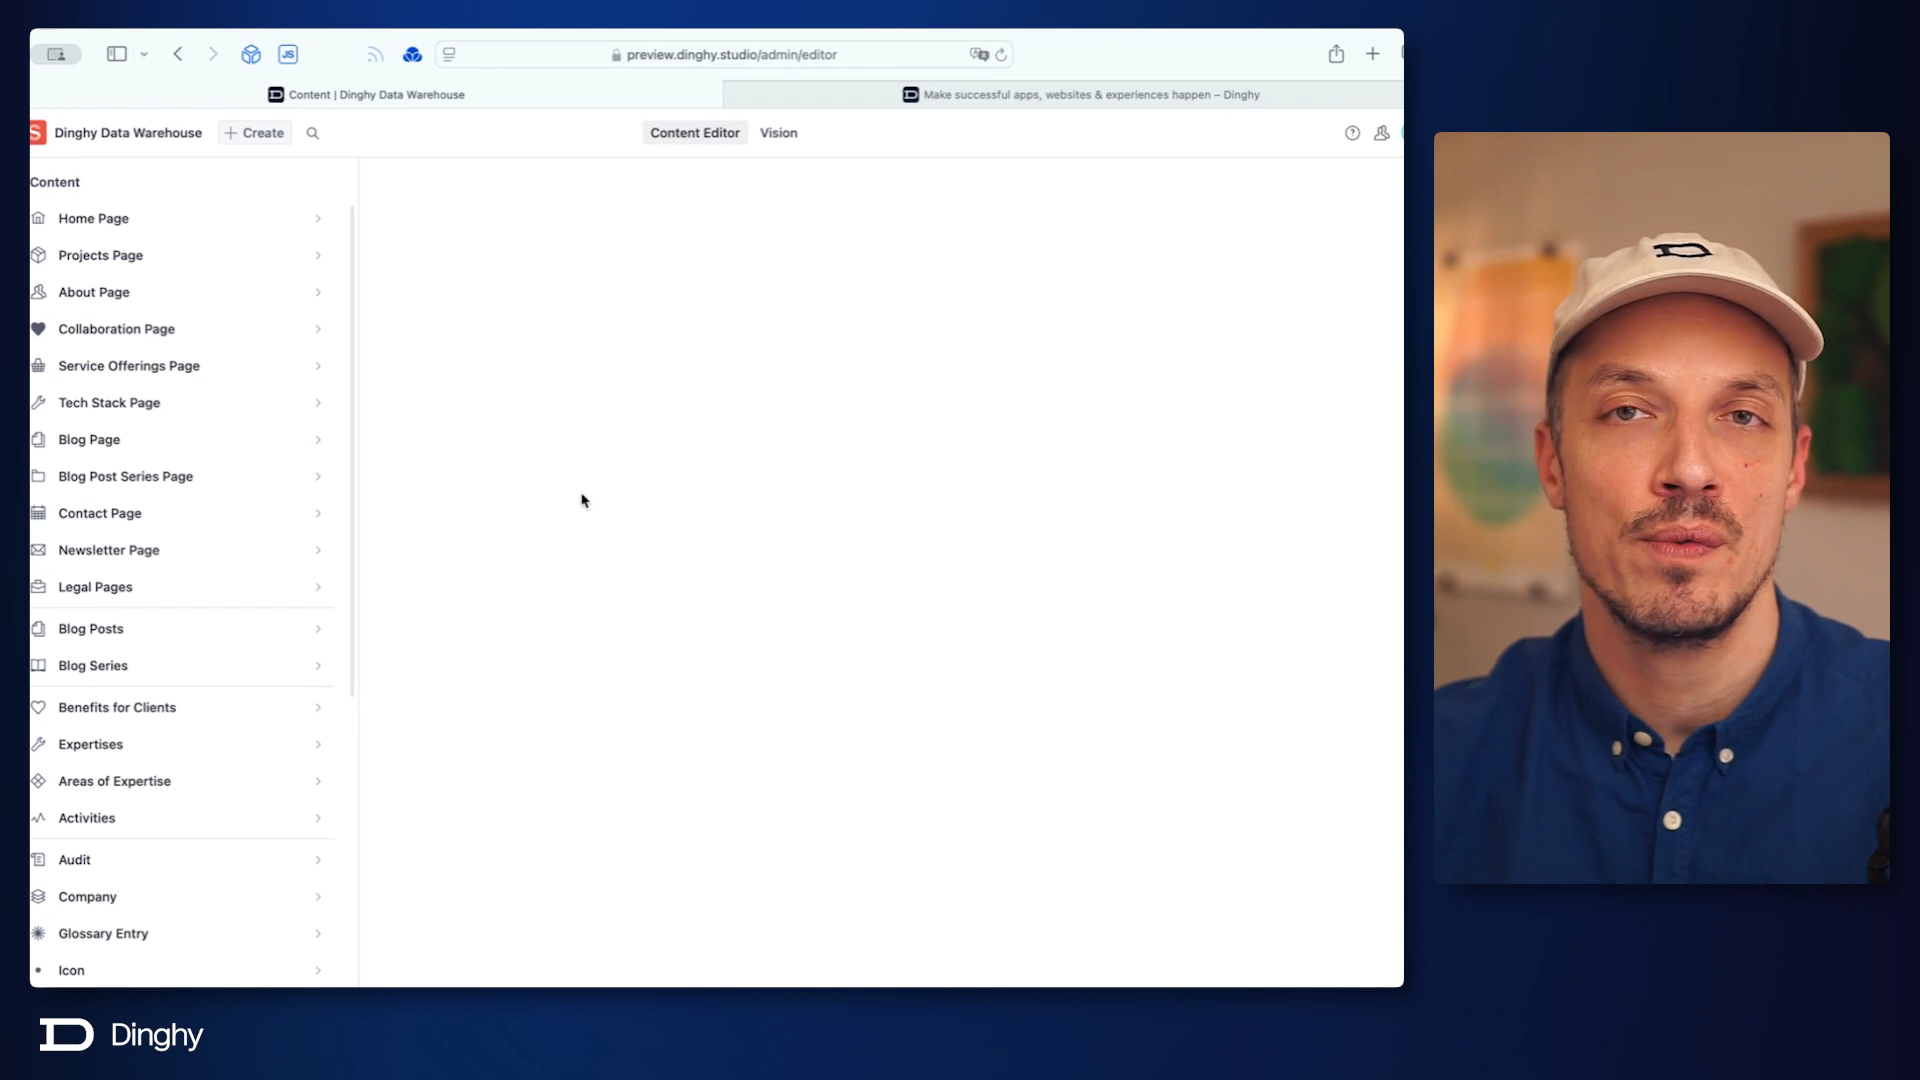 JS
preview.dinghy.studio/admin/editor
Content | Dinghy Data Warehouse
Make successful apps, websites & experiences happen – Dinghy
S
Dinghy Data Warehouse
+ Create
Content Editor
Vision
Content
Home Page
Projects Page
About Page
Collaboration Page
Service Offerings Page
Tech Stack Page
Blog Page
Blog Post Series Page
Contact Page
Newsletter Page
Legal Pages
Blog Posts
Blog Series
Benefits for Clients
Expertises
Areas of Expertise
Activities
Audit
Company
Glossary Entry
Icon
D
Dinghy